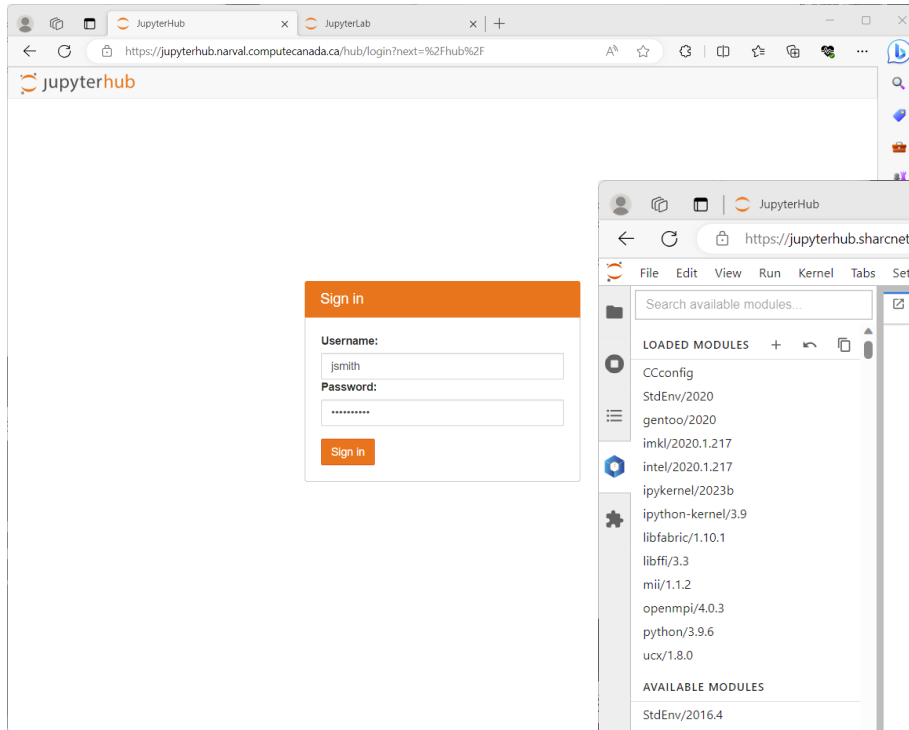 JupyterHub
JupyterLab
https://jupyterhub.narval.computecanada.ca/hub/login?next=%2Fhub%2F
jupyterhub
Sign in
Username:
jsmith
Password:
••••••••••
Sign in
JupyterHub
https://jupyterhub.sharcnet
File Edit View Run Kernel Tabs Set
Search available modules...
LOADED MODULES
CCconfig
StdEnv/2020
gentoo/2020
imkl/2020.1.217
intel/2020.1.217
ipykernel/2023b
ipython-kernel/3.9
libfabric/1.10.1
libffi/3.3
mii/1.1.2
openmpi/4.0.3
python/3.9.6
ucx/1.8.0
AVAILABLE MODULES
StdEnv/2016.4